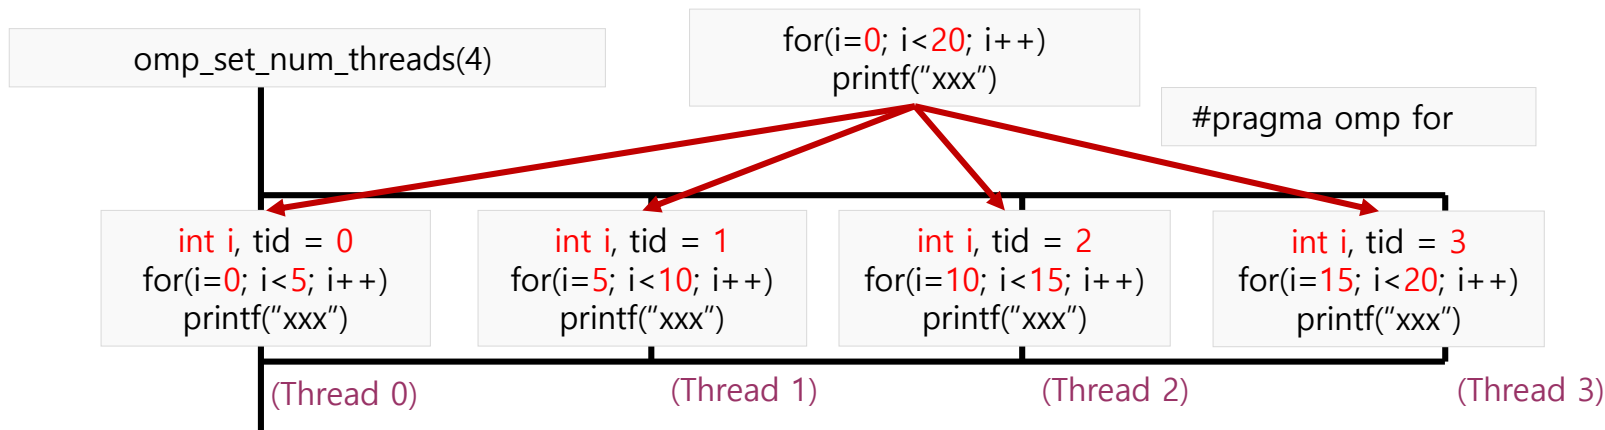 omp_set_num_threads(4)
for(i=0; i<20; i++)
printf("xxx")
#pragma omp for
int i, tid = 0
for(i=0; i<5; i++)
printf("xxx")
int i, tid = 1
for(i=5; i<10; i++)
printf("xxx")
int i, tid = 2
for(i=10; i<15; i++)
printf("xxx")
int i, tid = 3
for(i=15; i<20; i++)
printf("xxx")
(Thread 0)
(Thread 1)
(Thread 2)
(Thread 3)